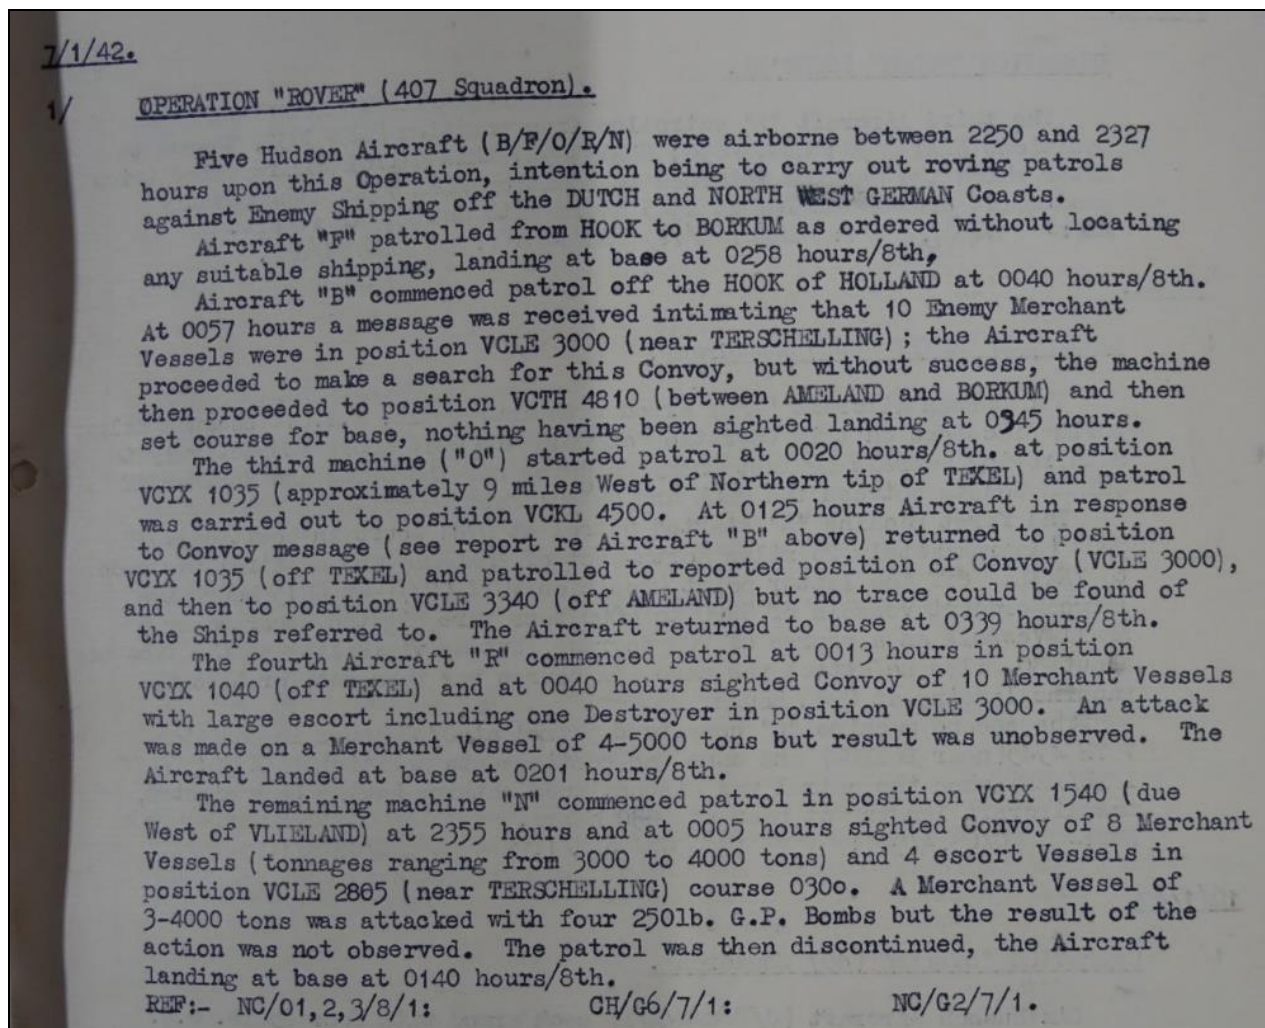 7/1/42.
1/ OPERATION "ROVER" (407 Squadron).
Five Hudson Aircraft (B/F/O/R/N) were airborne between 2250 and 2327
hours upon this Operation, intention being to carry out roving patrols
against Enemy Shipping off the DUTCH and NORTH WEST GERMAN Coasts.
Aircraft "F" patrolled from HOOK to BORKUM as ordered without locating
any suitable shipping, landing at base at 0258 hours/8th,
Aircraft "B" commenced patrol off the HOOK of HOLLAND at 0040 hours/8th.
At 0057 hours a message was received intimating that 10 Enemy Merchant
Vessels were in position VCLE 3000 (near TERSCHELLING); the Aircraft
proceeded to make a search for this Convoy, but without success, the machine
then proceeded to position VCTH 4810 (between AMELAND and BORKUM) and then
set course for base, nothing having been sighted landing at 0345 hours.
The third machine ("O") started patrol at 0020 hours/8th. at position
VCYX 1035 (approximately 9 miles West of Northern tip of TEXEL) and patrol
was carried out to position VCKL 4500. At 0125 hours Aircraft in response
to Convoy message (see report re Aircraft "B" above) returned to position
VCYX 1035 (off TEXEL) and patrolled to reported position of Convoy (VCLE 3000),
and then to position VCLE 3340 (off AMELAND) but no trace could be found of
the Ships referred to. The Aircraft returned to base at 0339 hours/8th.
The fourth Aircraft "R" commenced patrol at 0013 hours in position
VCYX 1040 (off TEXEL) and at 0040 hours sighted Convoy of 10 Merchant Vessels
with large escort including one Destroyer in position VCLE 3000. An attack
was made on a Merchant Vessel of 4-5000 tons but result was unobserved. The
Aircraft landed at base at 0201 hours/8th.
The remaining machine "N" commenced patrol in position VCYX 1540 (due
West of VLIELAND) at 2355 hours and at 0005 hours sighted Convoy of 8 Merchant
Vessels (tonnages ranging from 3000 to 4000 tons) and 4 escort Vessels in
position VCLE 2865 (near TERSCHELLING) course 030o. A Merchant Vessel of
3-4000 tons was attacked with four 250lb. G.P. Bombs but the result of the
action was not observed. The patrol was then discontinued, the Aircraft
landing at base at 0140 hours/8th.
REF:- NC/01,2,3/8/1: CH/G6/7/1: NC/G2/7/1.